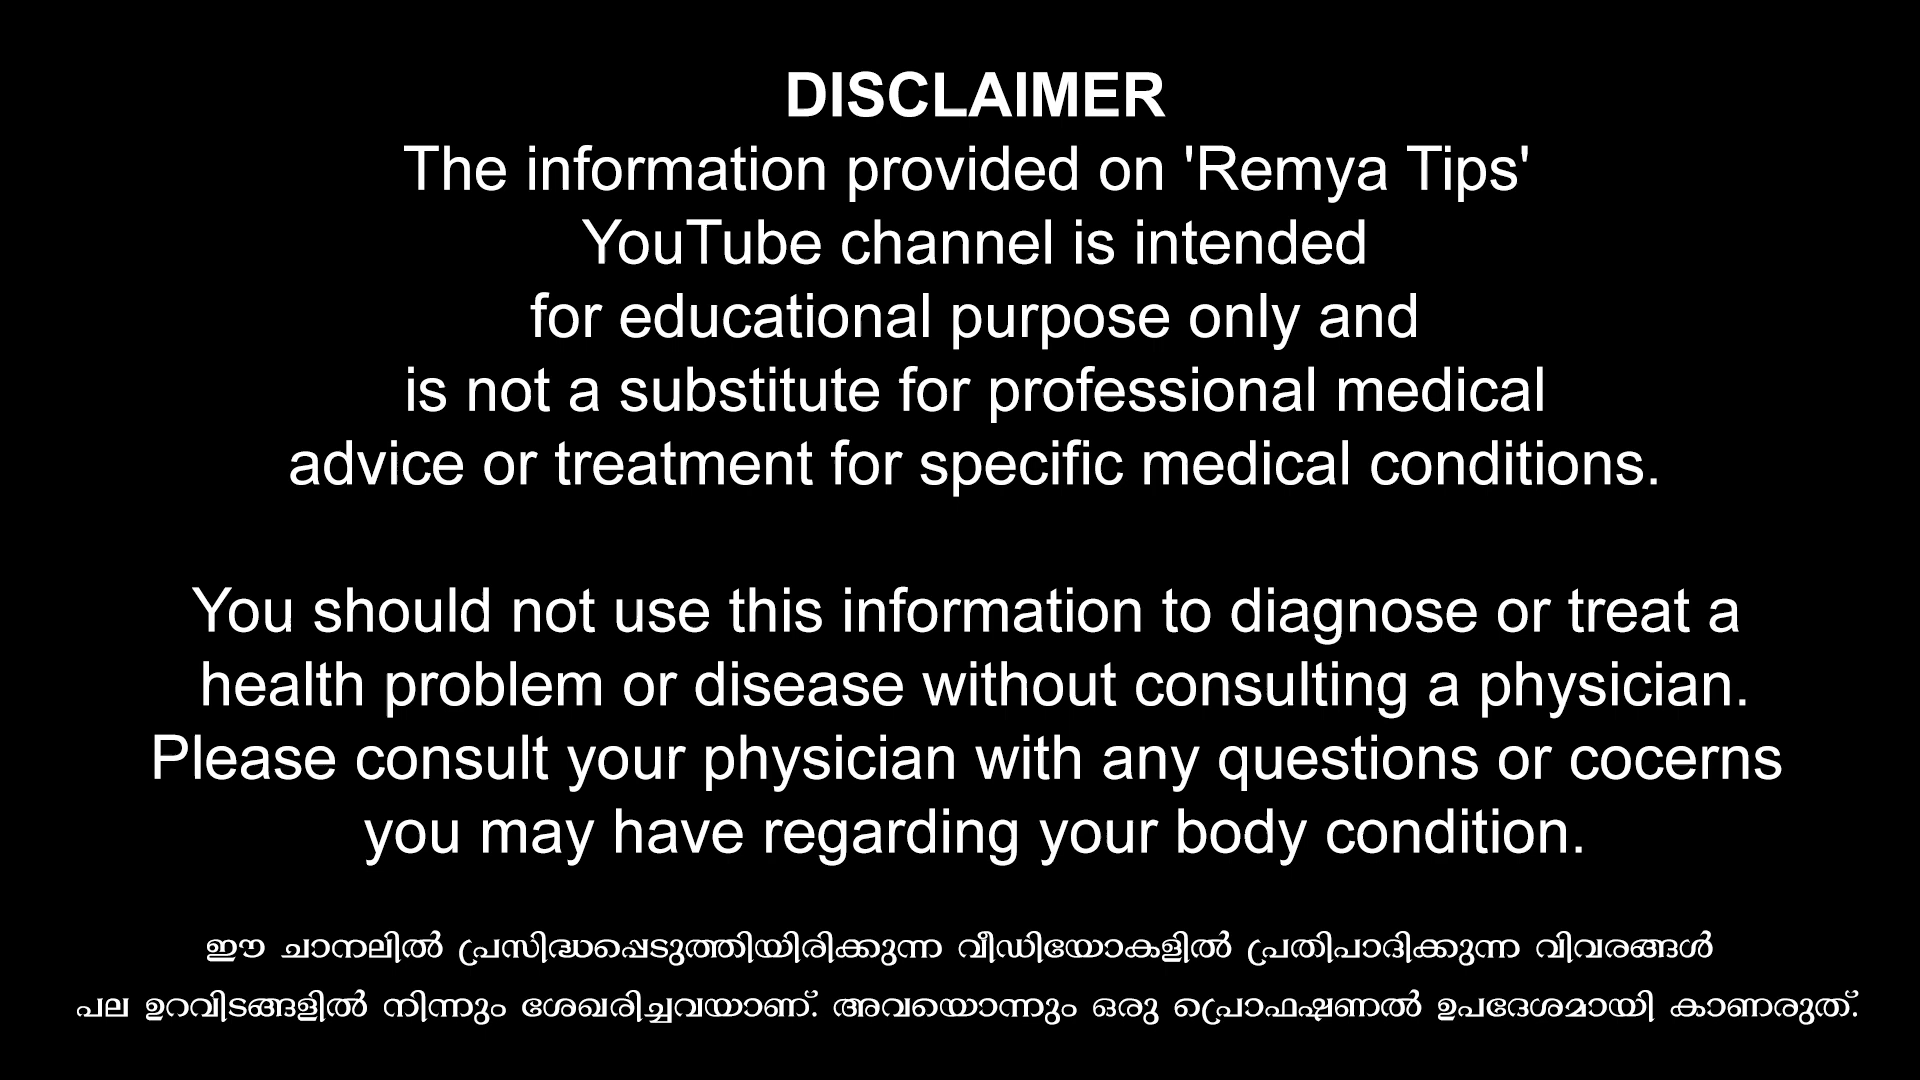 DISCLAIMER
The information provided on 'Remya Tips'
YouTube channel is intended
for educational purpose only and
is not a substitute for professional medical
advice or treatment for specific medical conditions.
You should not use this information to diagnose or treat a
health problem or disease without consulting a physician.
Please consult your physician with any questions or cocerns
you may have regarding your body condition.
ഈ ചാനലിൽ പ്രസിദ്ധപ്പെടുത്തിയിരിക്കുന്ന വീഡിയോകളിൽ പ്രതിപാദിക്കുന്ന വിവരങ്ങൾ
പല ഉറവിടങ്ങളിൽ നിന്നും ശേഖരിച്ചവയാണ്. അവയൊന്നും ഒരു പ്രൊഫഷണൽ ഉപദേശമായി കാണരുത്.